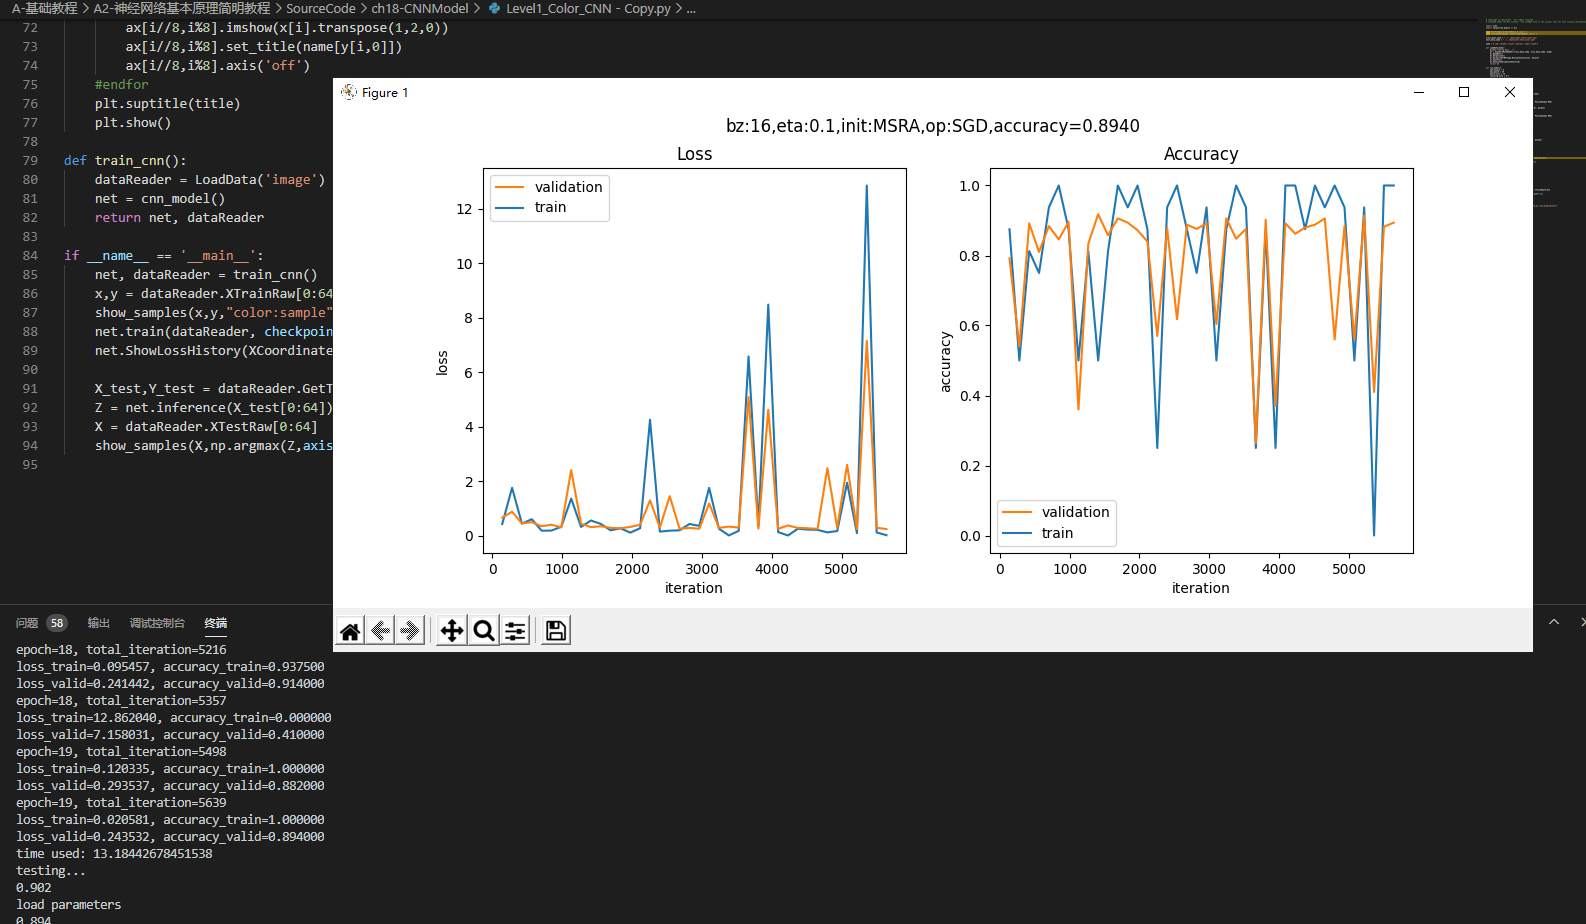 A-基础教程 > A2-神经网络基本原理简明教程 > SourceCode > ch18-CNNModel > Level1_Color_CNN - Copy.py > ...
72 ax[i//8,i%8].imshow(x[i].transpose(1,2,0))
73 ax[i//8,i%8].set_title(name[y[i,0]])
74 ax[i//8,i%8].axis('off')
75 #endfor
76 plt.suptitle(title)
77 plt.show()
78
79 def train_cnn():
80 dataReader = LoadData('image')
81 net = cnn_model()
82 return net, dataReader
83
84 if __name__ == '__main__':
85 net, dataReader = train_cnn()
86 x,y = dataReader.XTrainRaw[0:64
87 show_samples(x,y,"color:sample"
88 net.train(dataReader, checkpoin
89 net.ShowLossHistory(XCoordinate
90
91 X_test,Y_test = dataReader.GetT
92 Z = net.inference(X_test[0:64])
93 X = dataReader.XTestRaw[0:64]
94 show_samples(X,np.argmax(Z,axis
95
Figure 1
bz:16,eta:0.1,init:MSRA,op:SGD,accuracy=0.8940
Loss
validation
train
12
10
8
6
4
2
0
loss
0 1000 2000 3000 4000 5000
iteration
Accuracy
1.0
0.8
0.6
0.4
0.2
0.0
accuracy
validation
train
0 1000 2000 3000 4000 5000
iteration
问题 58 输出 调试控制台 终端
epoch=18, total_iteration=5216
loss_train=0.095457, accuracy_train=0.937500
loss_valid=0.241442, accuracy_valid=0.914000
epoch=18, total_iteration=5357
loss_train=12.862040, accuracy_train=0.000000
loss_valid=7.158031, accuracy_valid=0.410000
epoch=19, total_iteration=5498
loss_train=0.120335, accuracy_train=1.000000
loss_valid=0.293537, accuracy_valid=0.882000
epoch=19, total_iteration=5639
loss_train=0.020581, accuracy_train=1.000000
loss_valid=0.243532, accuracy_valid=0.894000
time used: 13.18442678451538
testing...
0.902
load parameters
0.894